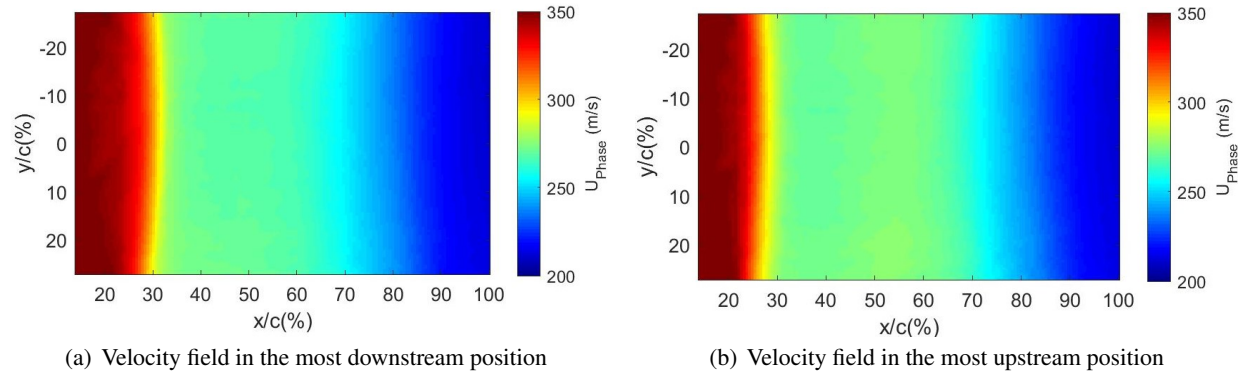 -20
-10
0
10
20
y/c(%)
20 30 40 50 60 70 80 90 100
x/c(%)
350
300
250
200
U_Phase (m/s)
(a) Velocity field in the most downstream position
-20
-10
0
10
20
y/c(%)
20 30 40 50 60 70 80 90 100
x/c(%)
350
300
250
200
U_Phase (m/s)
(b) Velocity field in the most upstream position